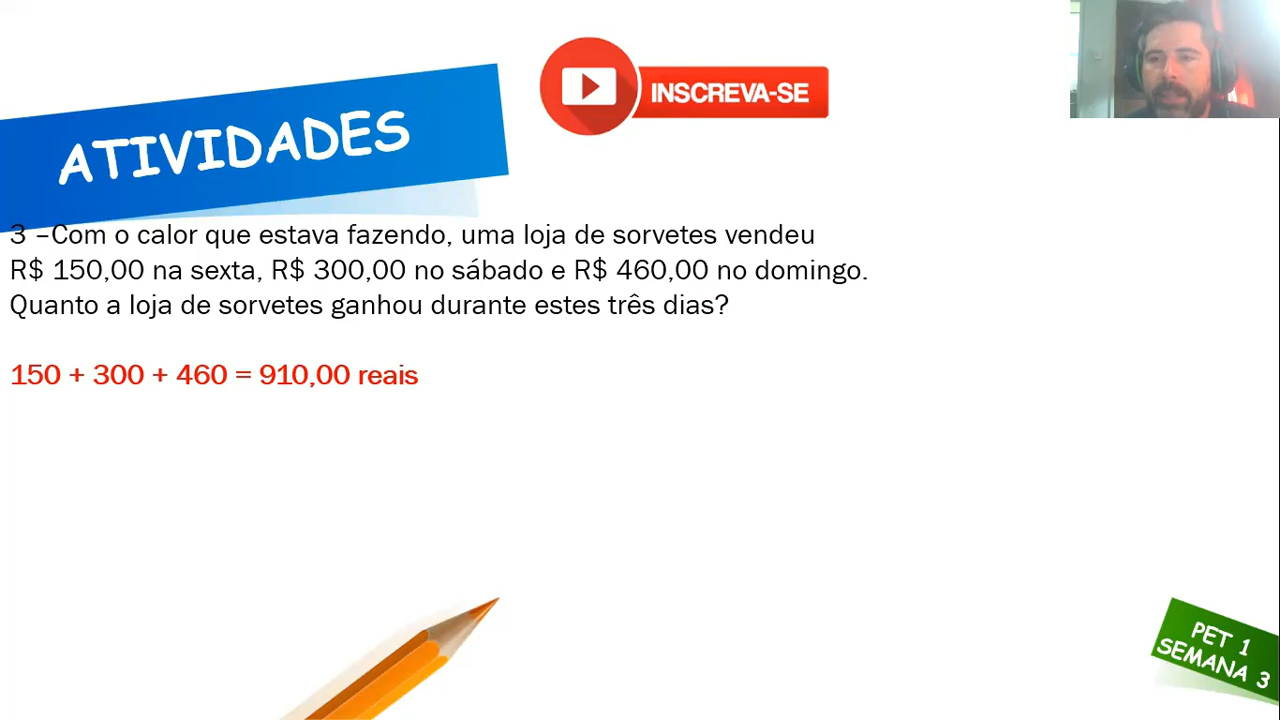 INSCREVA-SE
ATIVIDADES
3 –Com o calor que estava fazendo, uma loja de sorvetes vendeu
R$ 150,00 na sexta, R$ 300,00 no sábado e R$ 460,00 no domingo.
Quanto a loja de sorvetes ganhou durante estes três dias?
150 + 300 + 460 = 910,00 reais
PET 1
SEMANA 3